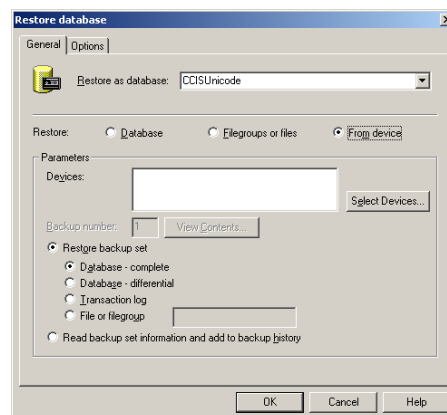 Restore database
General Options
Restore as database: CCISUnicode
Restore: Database Filegroups or files From device
Parameters
Devices:
Select Devices...
Backup number: 1 View Contents...
Restore backup set
Database - complete
Database - differential
Transaction log
File or filegroup
Read backup set information and add to backup history
OK Cancel Help